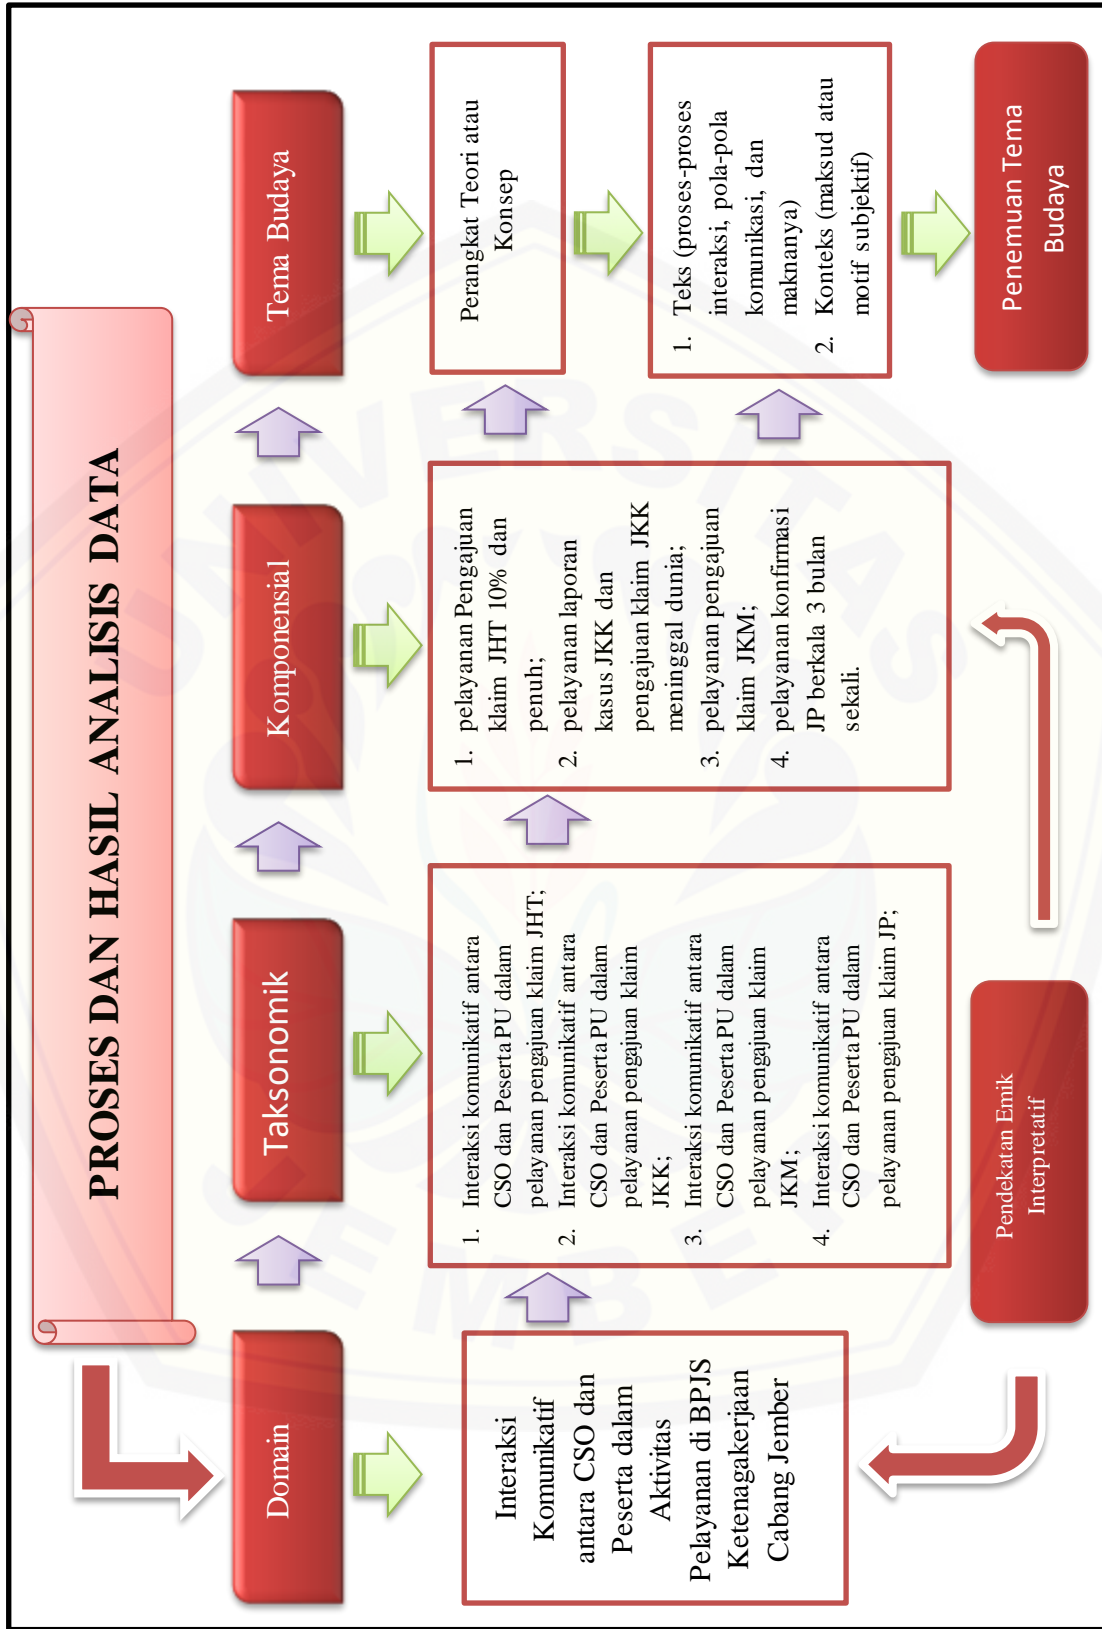 PROSES DAN HASIL ANALISIS DATA
Domain
Interaksi
Komunikatif
antara CSO dan
Peserta dalam
Aktivitas
Pelayanan di BPJS
Ketenagakerjaan
Cabang Jember
Taksonomik
1. Interaksi komunikatif antara
CSO dan Peserta PU dalam
pelayanan pengajuan klaim JHT;
2. Interaksi komunikatif antara
CSO dan Peserta PU dalam
pelayanan pengajuan klaim
JKK;
3. Interaksi komunikatif antara
CSO dan Peserta PU dalam
pelayanan pengajuan klaim
JKM;
4. Interaksi komunikatif antara
CSO dan Peserta PU dalam
pelayanan pengajuan klaim JP;
Komponensial
1. pelayanan Pengajuan
klaim JHT 10% dan
penuh;
2. pelayanan laporan
kasus JKK dan
pengajuan klaim JKK
meninggal dunia;
3. pelayanan pengajuan
klaim JKM;
4. pelayanan konfirmasi
JP berkala 3 bulan
sekali.
Tema Budaya
Perangkat Teori atau
Konsep
1. Teks (proses-proses
interaksi, pola-pola
komunikasi, dan
maknanya)
2. Konteks (maksud atau
motif subjektif)
Penemuan Tema
Budaya
Pendekatan Emik
Interpretatif
UNIVERSITAS
JEMBER